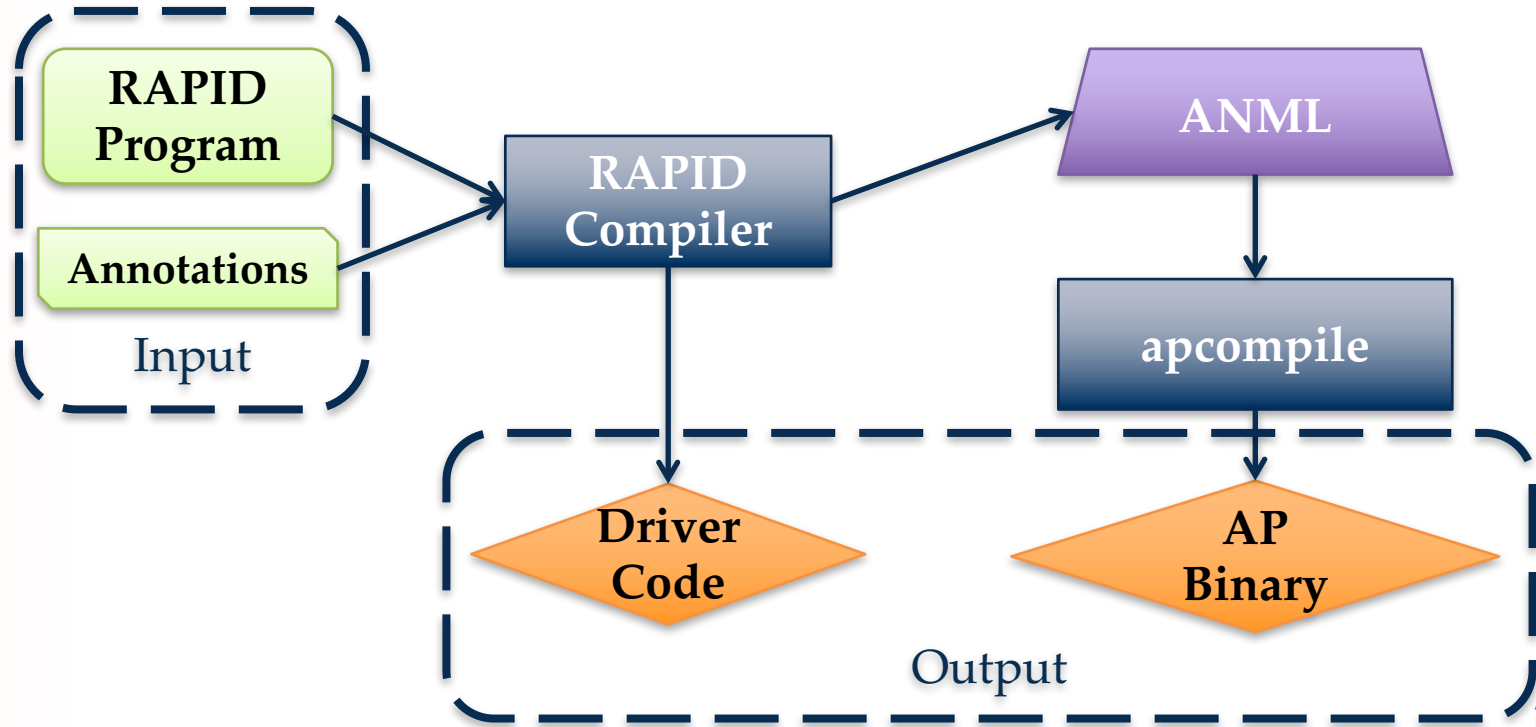 RAPID
Program
Annotations
Input
RAPID
Compiler
ANML
apcompile
Driver
Code
AP
Binary
Output